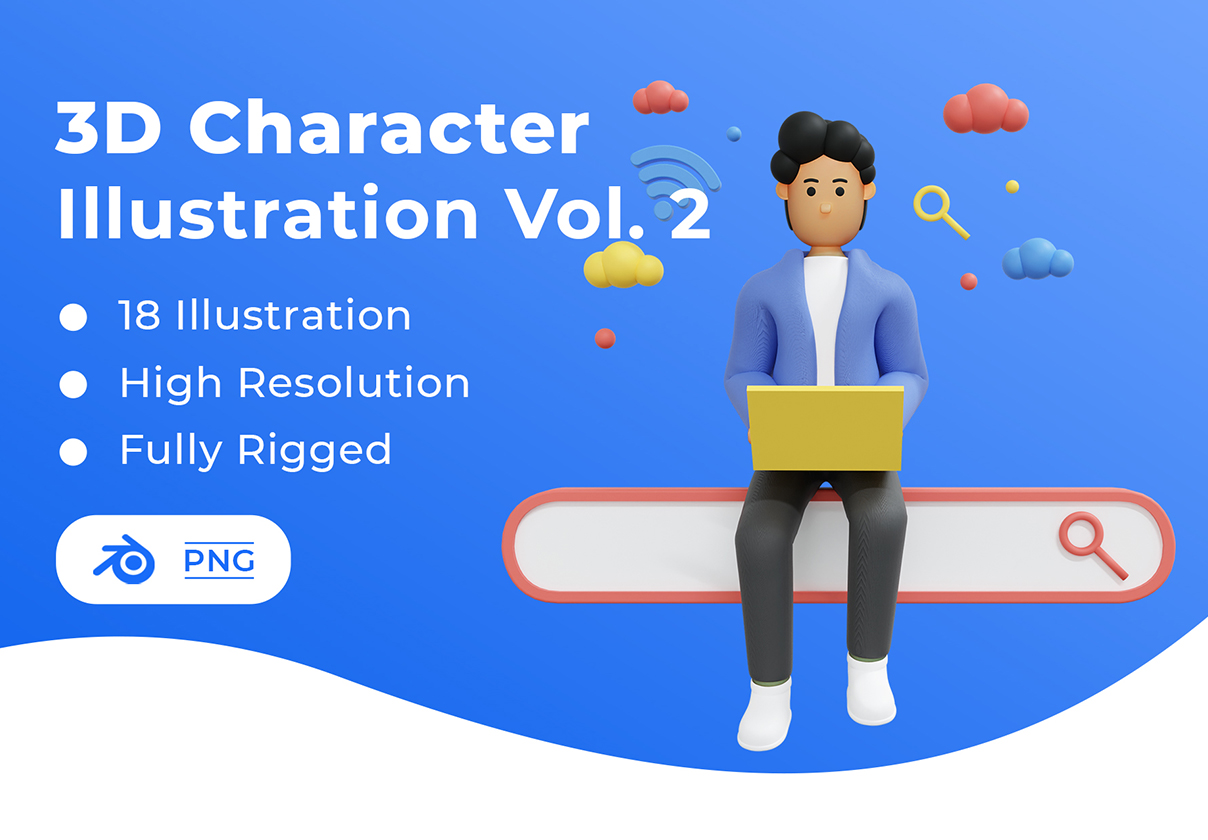 3D Character
Illustration Vol. 2
18 Illustration
High Resolution
Fully Rigged
PNG